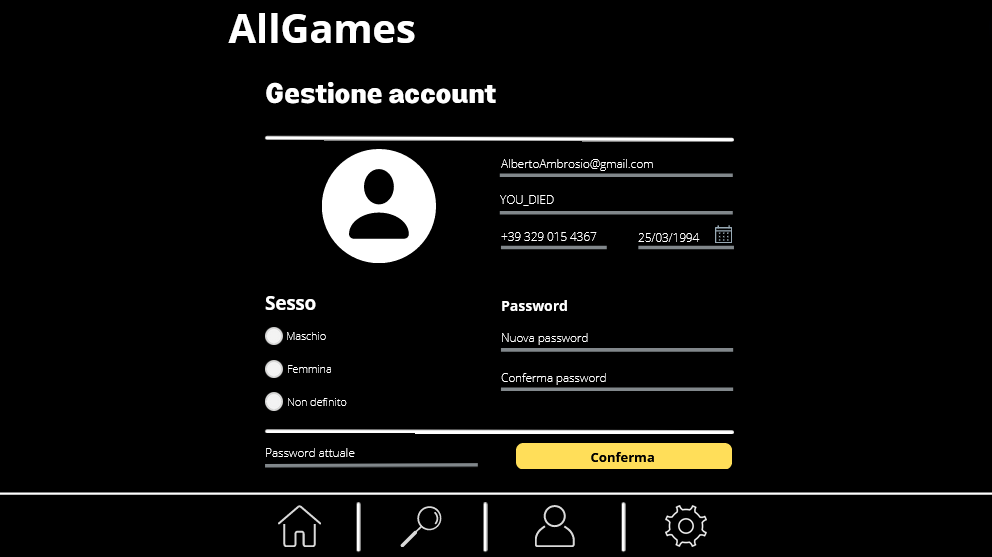 AllGames
Gestione account
AlbertoAmbrosio@gmail.com
YOU_DIED
+39 329 015 4367
25/03/1994
Sesso
Maschio
Femmina
Non definito
Password
Nuova password
Conferma password
Password attuale
Conferma